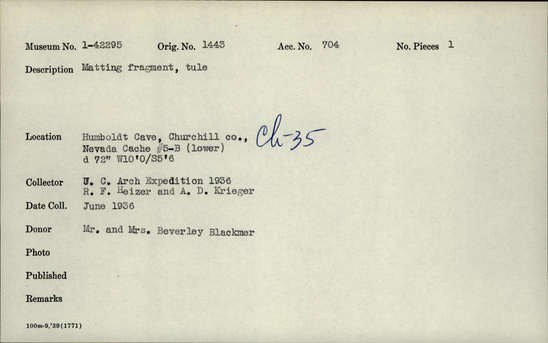 Museum No. 1-42295 Orig. No. 1443 Acc. No. 704 No. Pieces 1
Description Matting fragment, tule
Location Humboldt Cave, Churchill co., Ch-35
Nevada Cache #5-B (lower)
d 72" W10'0/S5'6
Collector U. C. Arch Expedition 1936
R. F. Heizer and A. D. Krieger
Date Coll. June 1936
Donor Mr. and Mrs. Beverley Blackmer
Photo
Published
Remarks
100m-9,'39(1771)